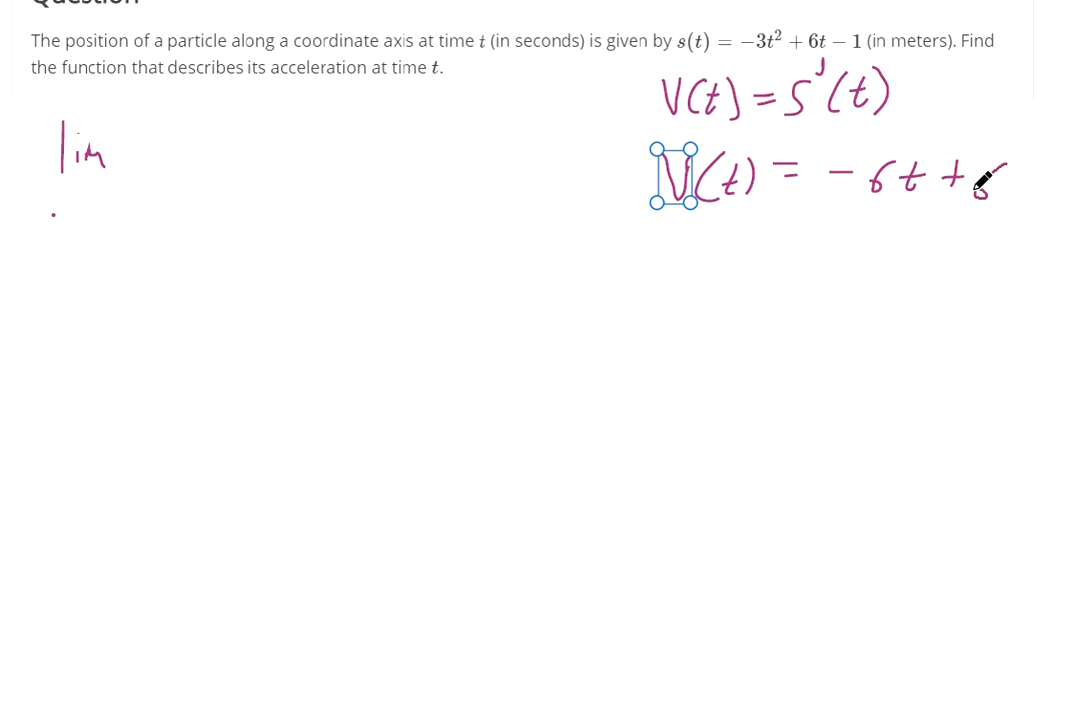 The position of a particle along a coordinate axis at time t (in seconds) is given by s(t) = −3t² + 6t − 1 (in meters). Find
the function that describes its acceleration at time t.
V(t) = S'(t)
lim
V(t) = - 6t + 6